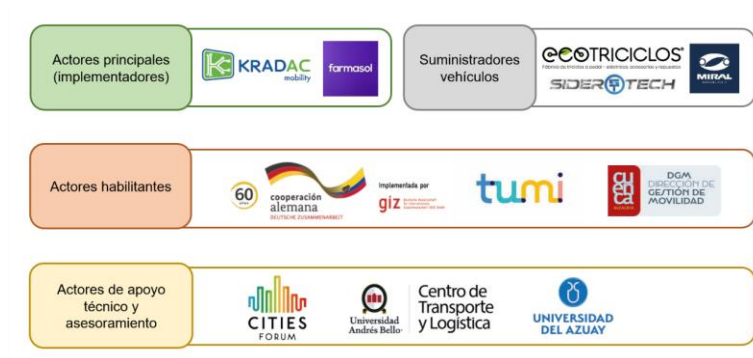 Actores principales
(implementadores)
KRADAC
mobility
farmasol
Suministradores
vehículos
ECOTRICICLOS
SIDERTECH
MIRAL
Actores habilitantes
60
cooperación
alemana
DEUTSCHE ZUSAMMENARBEIT
Implementada por
giz
tumi
cuenca
DGM
DIRECCIÓN DE
GESTIÓN DE
MOVILIDAD
Actores de apoyo
técnico y
asesoramiento
CITIES
FORUM
Universidad
Andrés Bello
Centro de
Transporte
y Logística
UNIVERSIDAD
DEL AZUAY